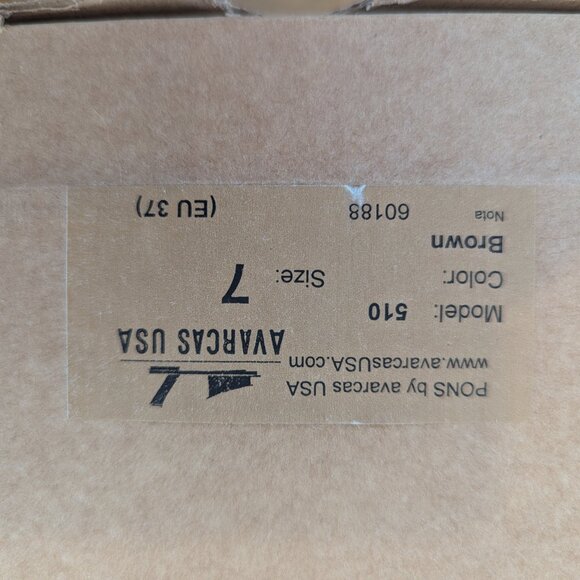 PONS by avarcas USA
www.avarcasUSA.com
AVARCAS USA
Model: 510
Color: Size: 7
Brown
Nota 60188 (EU 37)